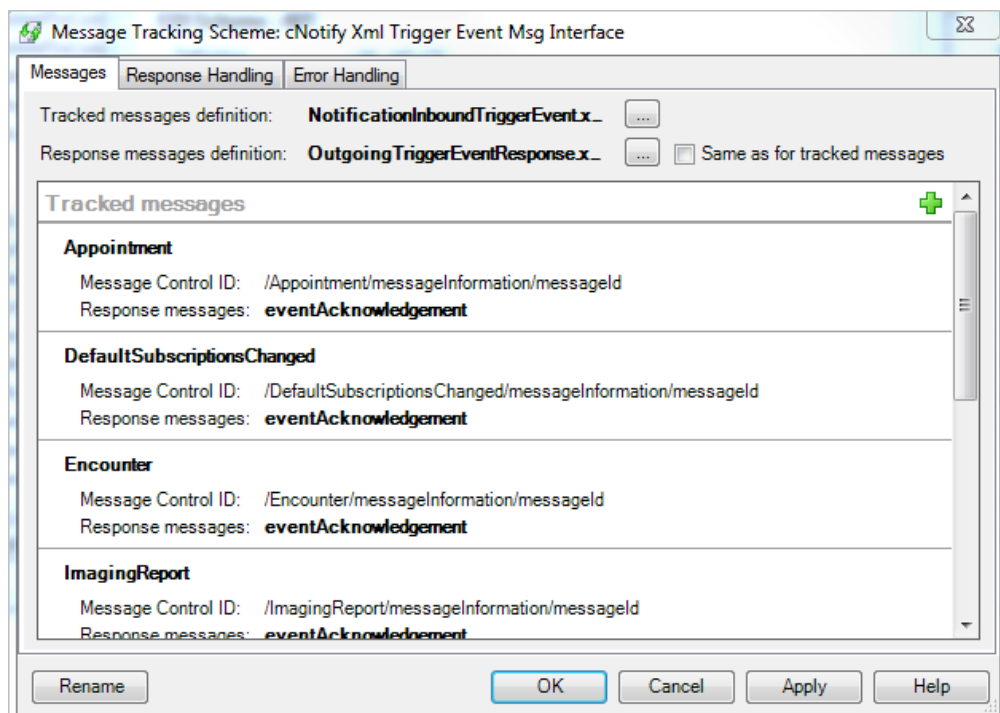 Message Tracking Scheme: cNotify Xml Trigger Event Msg Interface
Messages Response Handling Error Handling
Tracked messages definition: NotificationInboundTriggerEvent.x... ...
Response messages definition: OutgoingTriggerEventResponse.x... ... Same as for tracked messages
Tracked messages
Appointment
Message Control ID: /Appointment/messageInformation/messageId
Response messages: eventAcknowledgement
DefaultSubscriptionsChanged
Message Control ID: /DefaultSubscriptionsChanged/messageInformation/messageId
Response messages: eventAcknowledgement
Encounter
Message Control ID: /Encounter/messageInformation/messageId
Response messages: eventAcknowledgement
ImagingReport
Message Control ID: /ImagingReport/messageInformation/messageId
Response messages: eventAcknowledgement
Rename OK Cancel Apply Help